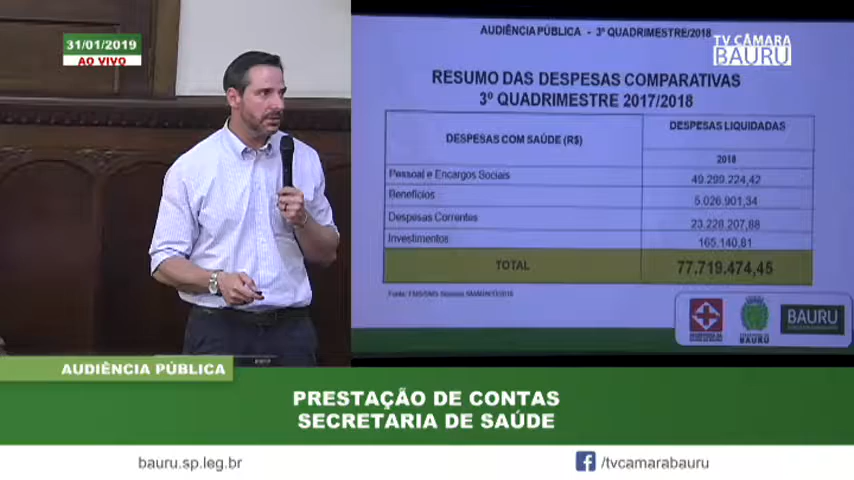 31/01/2019
AO VIVO
TV CÂMARA
BAURU
AUDIÊNCIA PÚBLICA - 3º QUADRIMESTRE/2018
RESUMO DAS DESPESAS COMPARATIVAS
3º QUADRIMESTRE 2017/2018
DESPESAS COM SAÚDE (R$)
DESPESAS LIQUIDADAS
2018
Pessoal e Encargos Sociais 49.299.224,42
Benefícios 5.026.901,34
Despesas Correntes 23.228.207,88
Investimentos 165.140,81
TOTAL 77.719.474,45
BAURU
BAURU
AUDIÊNCIA PÚBLICA
PRESTAÇÃO DE CONTAS
SECRETARIA DE SAÚDE
bauru.sp.leg.br
/tvcamarabauru